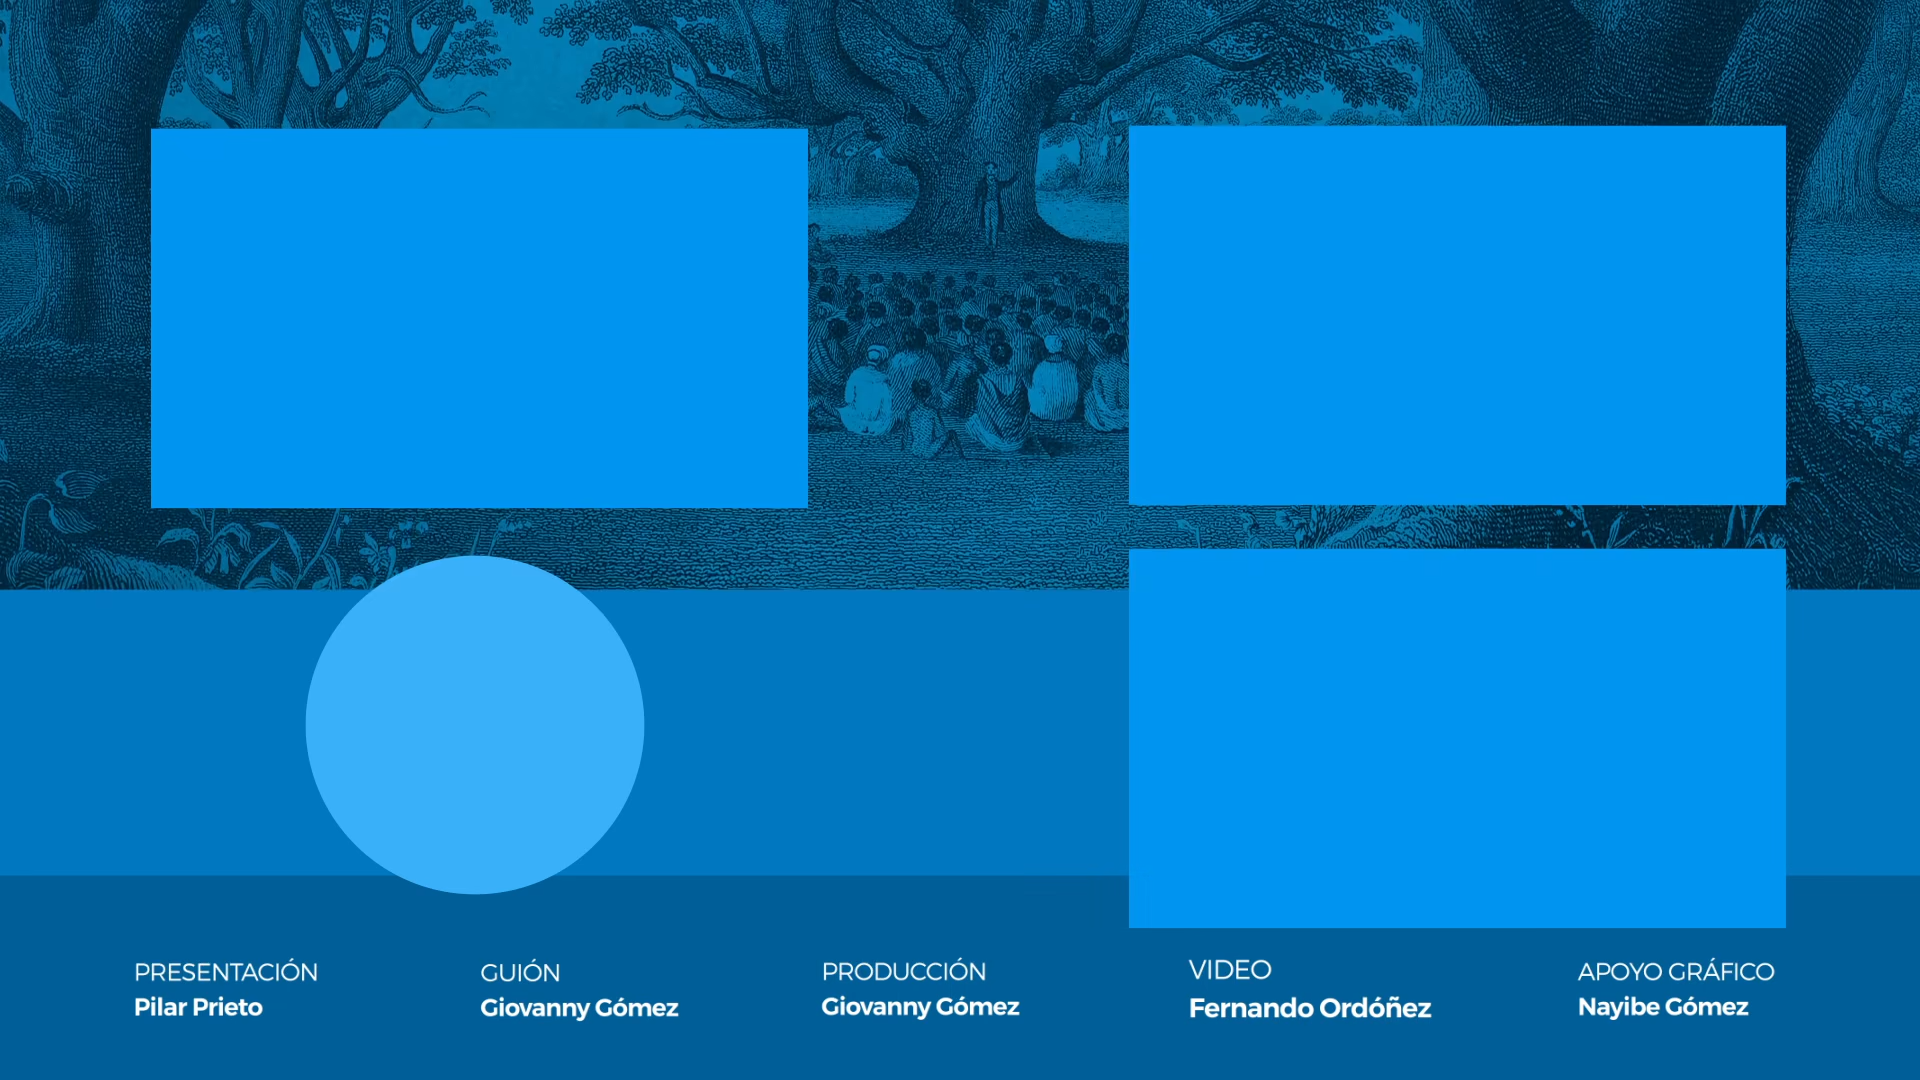 PRESENTACIÓN
Pilar Prieto
GUIÓN
Giovanny Gómez
PRODUCCIÓN
Giovanny Gómez
VIDEO
Fernando Ordóñez
APOYO GRÁFICO
Nayibe Gómez